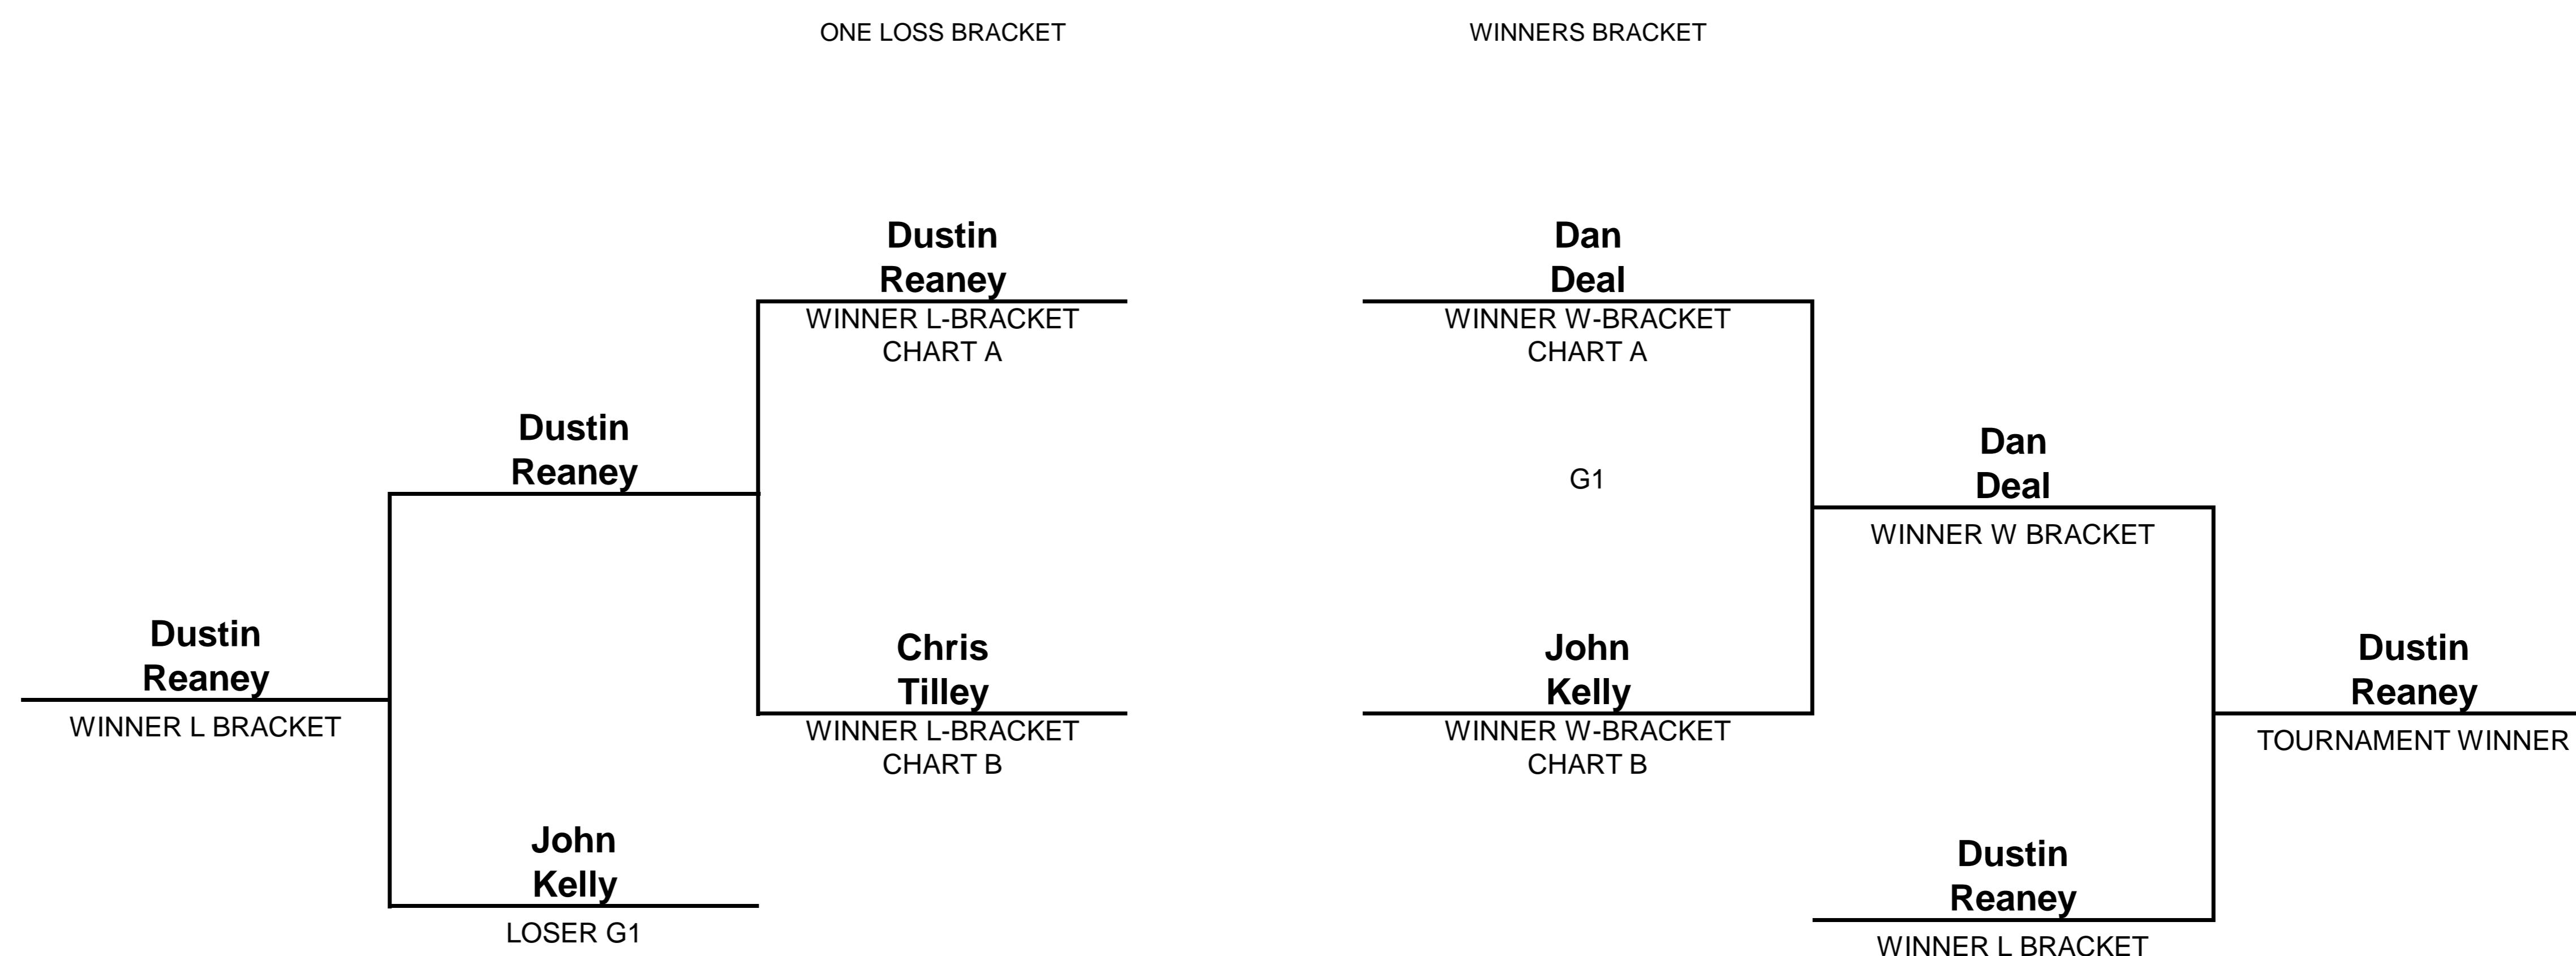 ONE LOSS BRACKET
WINNERS BRACKET
Dustin
Reaney
WINNER L-BRACKET
CHART A
Dan
Deal
WINNER W-BRACKET
CHART A
Dustin
Reaney
G1
Dan
Deal
WINNER W BRACKET
Dustin
Reaney
WINNER L BRACKET
Chris
Tilley
WINNER L-BRACKET
CHART B
John
Kelly
WINNER W-BRACKET
CHART B
Dustin
Reaney
TOURNAMENT WINNER
John
Kelly
LOSER G1
Dustin
Reaney
WINNER L BRACKET